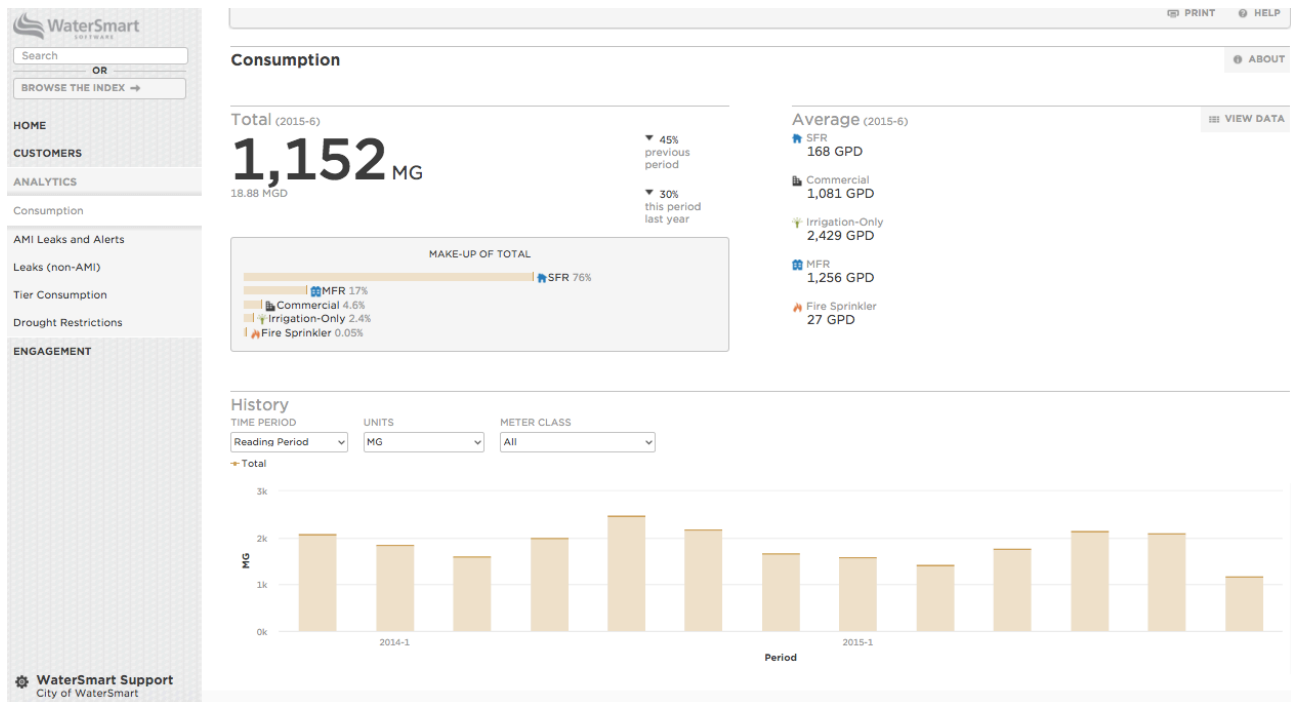 WaterSmart
SOFTWARE
Search
OR
BROWSE THE INDEX →
HOME
CUSTOMERS
ANALYTICS
Consumption
AMI Leaks and Alerts
Leaks (non-AMI)
Tier Consumption
Drought Restrictions
ENGAGEMENT
WaterSmart Support
City of WaterSmart
PRINT
HELP
Consumption
ABOUT
Total (2015-6)
1,152 MG
18.88 MGD
▼ 45%
previous
period
▼ 30%
this period
last year
MAKE-UP OF TOTAL
SFR 76%
MFR 17%
Commercial 4.6%
Irrigation-Only 2.4%
Fire Sprinkler 0.05%
Average (2015-6)
VIEW DATA
SFR
168 GPD
Commercial
1,081 GPD
Irrigation-Only
2,429 GPD
MFR
1,256 GPD
Fire Sprinkler
27 GPD
History
TIME PERIOD UNITS METER CLASS
Reading Period MG All
Total
3k
2k
1k
0k
MG
2014-1 2015-1
Period